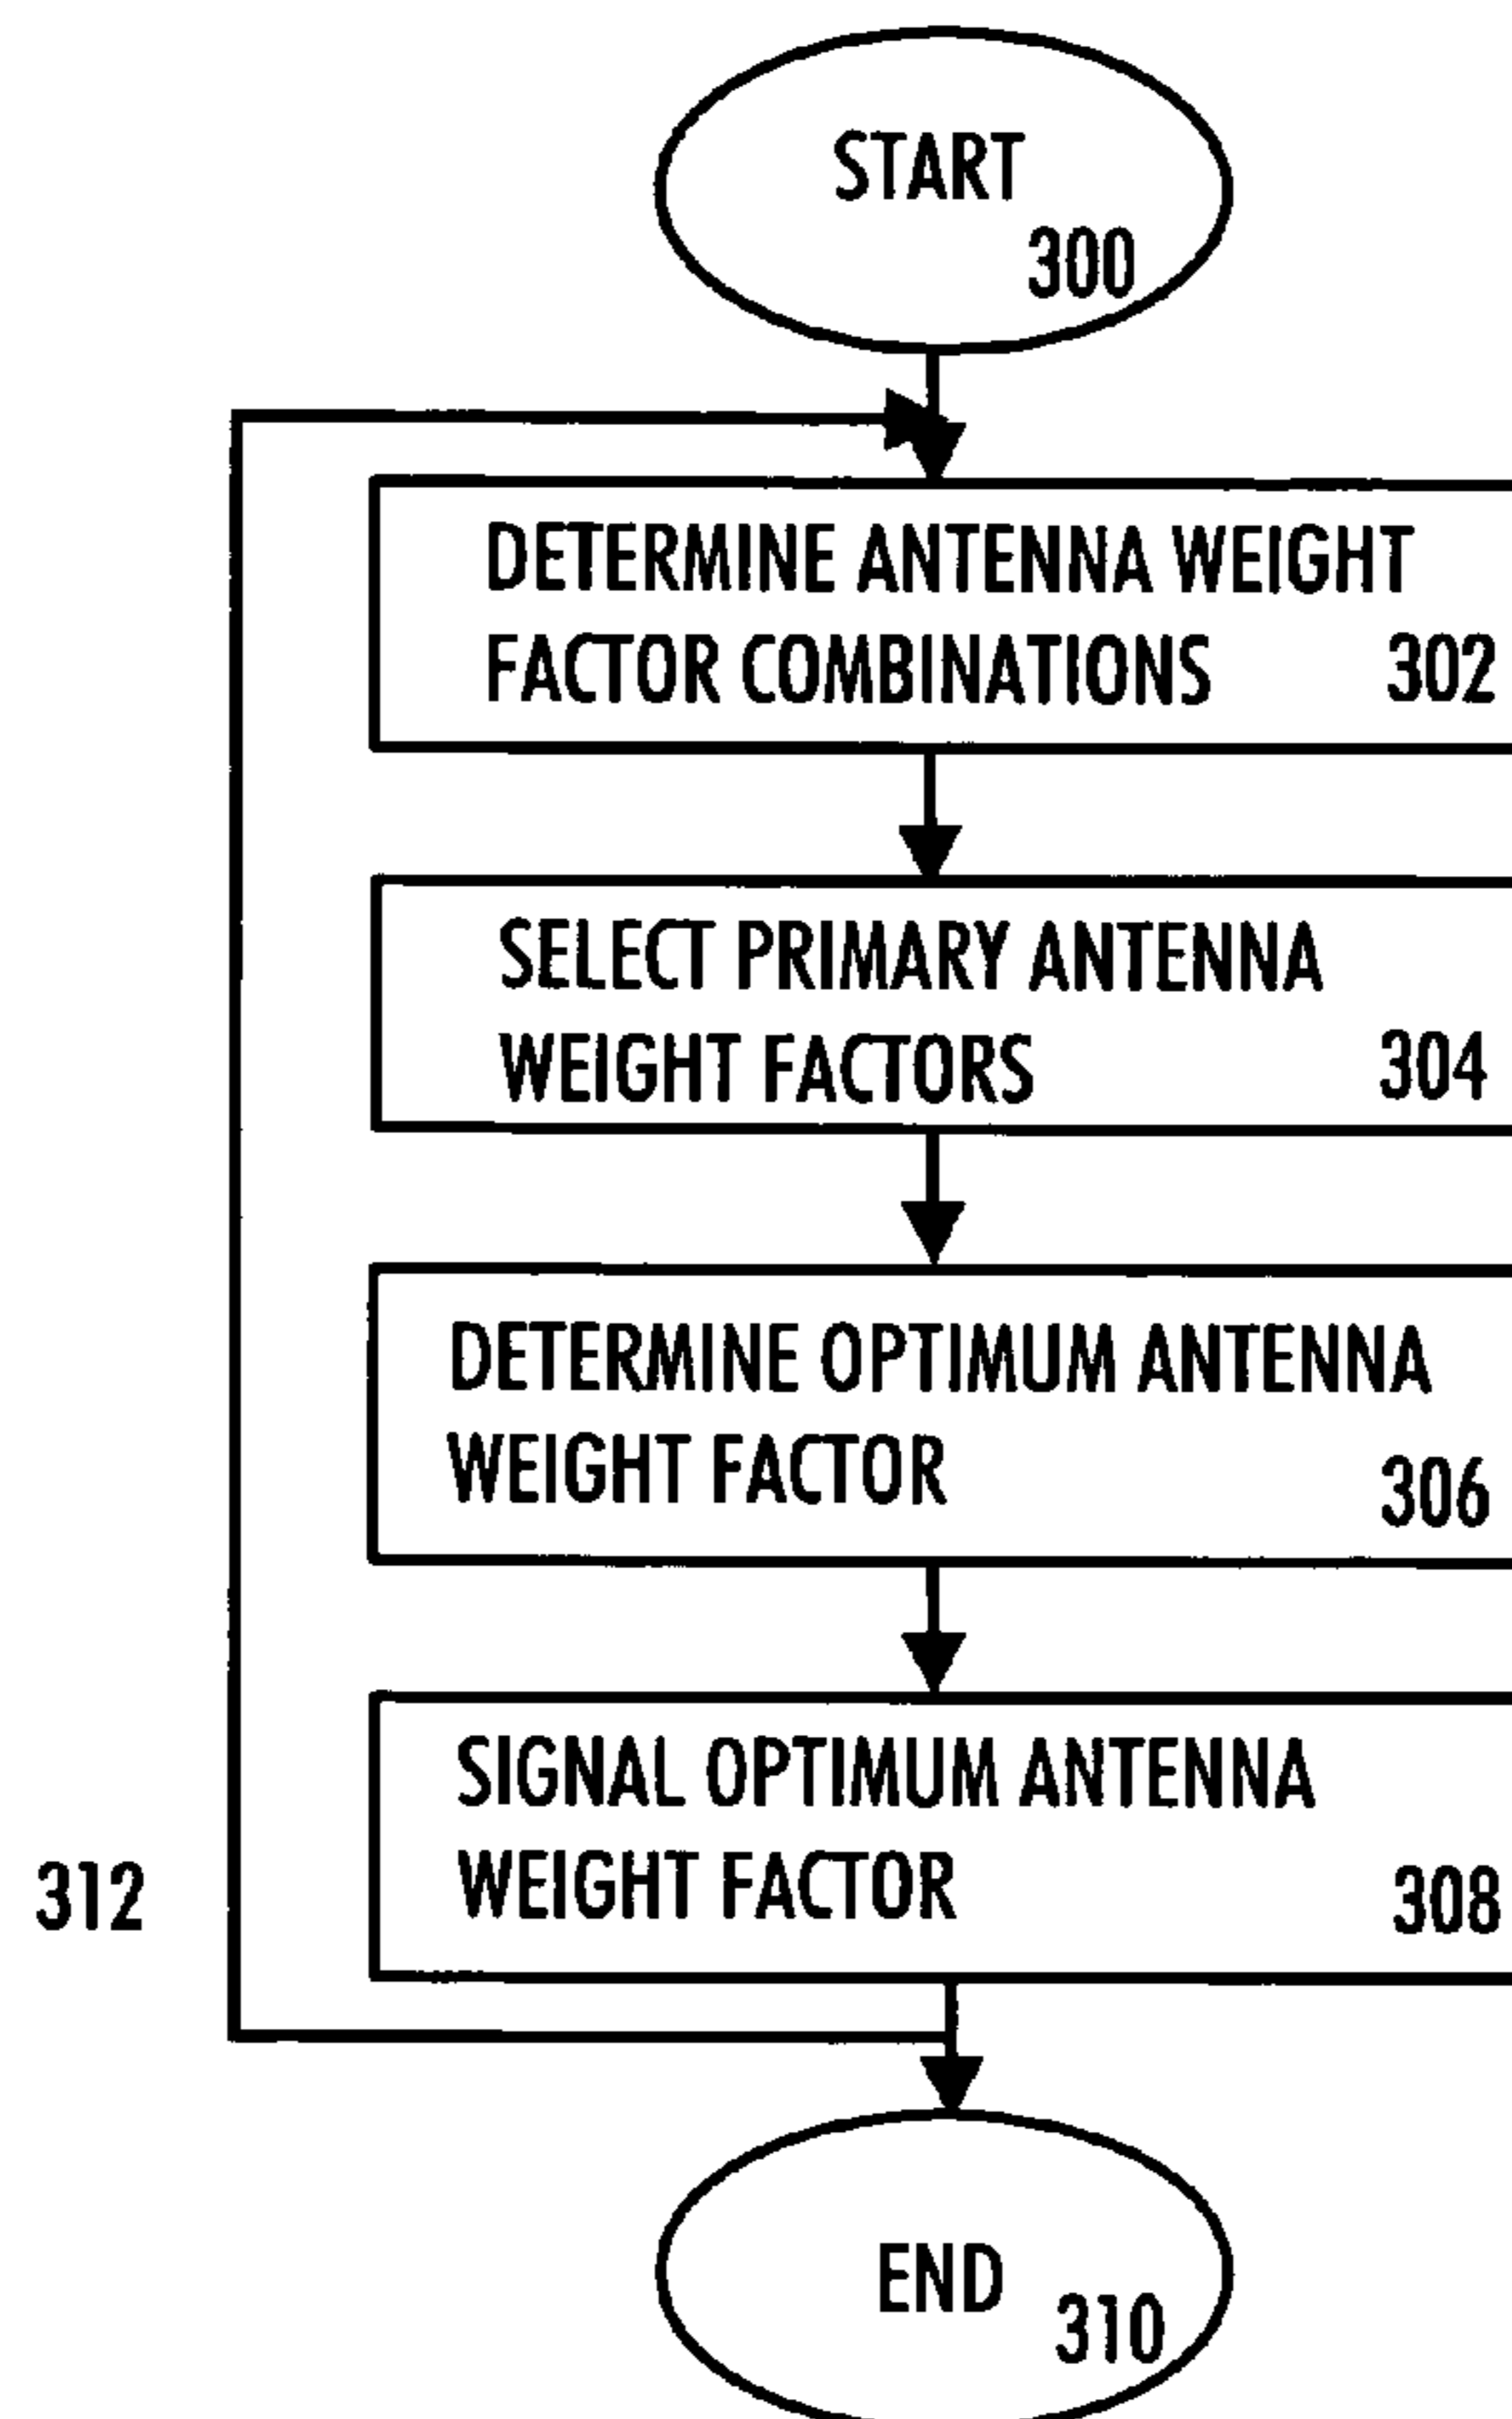 START
300
DETERMINE ANTENNA WEIGHT
FACTOR COMBINATIONS 302
SELECT PRIMARY ANTENNA
WEIGHT FACTORS 304
DETERMINE OPTIMUM ANTENNA
WEIGHT FACTOR
306
SIGNAL OPTIMUM ANTENNA
WEIGHT FACTOR 308
312
END
310